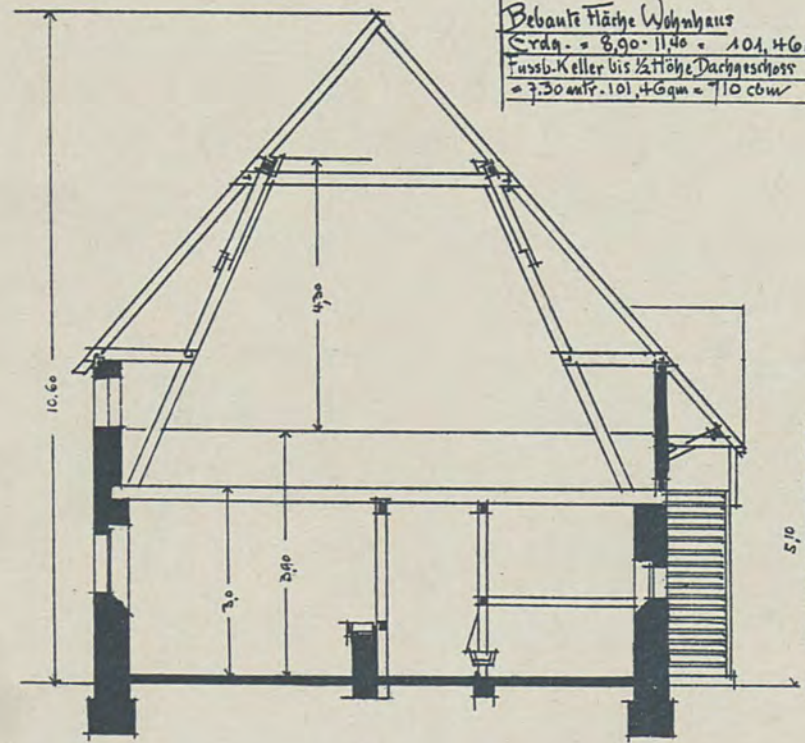 Bebaute Fläche Wohnhaus
Erdg. = 8,90 · 11,40 = 101,46
Fussb. Keller bis ½ Höhe Dachgeschoss
= 7.30 mtr. 101,46 qm = 710 cbm
10,60
4,30
3,90
3,0
5,10